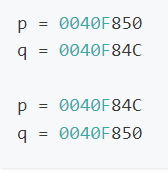 p = 0040F850
q = 0040F84C
p = 0040F84C
q = 0040F850